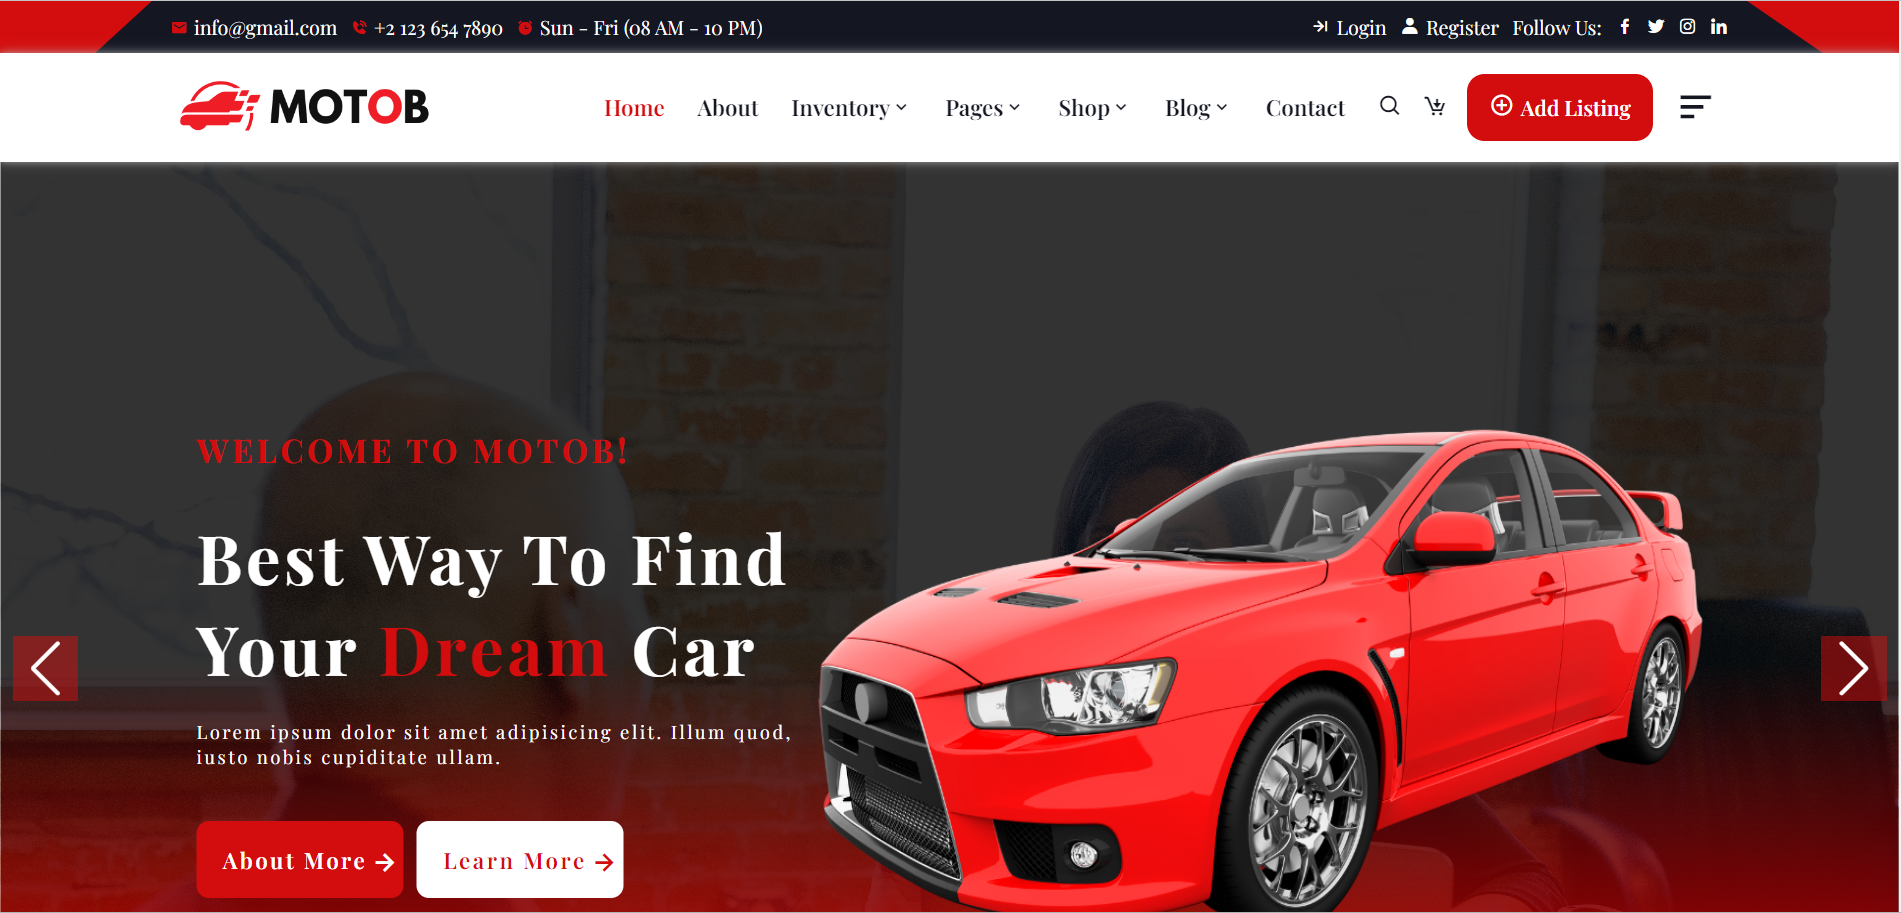 info@gmail.com +2 123 654 7890 Sun - Fri (08 AM - 10 PM) Login Register Follow Us:
MOTOB Home About Inventory Pages Shop Blog Contact Add Listing
WELCOME TO MOTOB!
Best Way To Find
Your Dream Car
Lorem ipsum dolor sit amet adipisicing elit. Illum quod,
iusto nobis cupiditate ullam.
About More Learn More